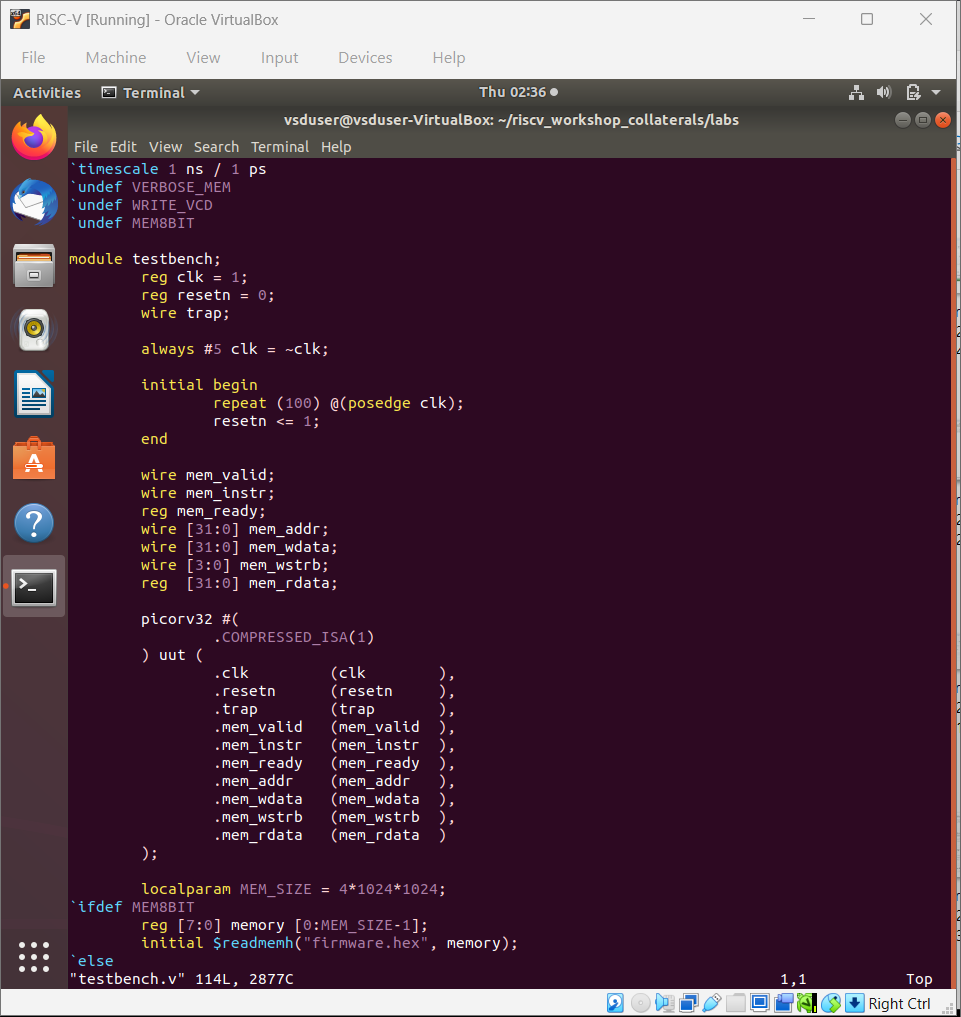 RISC-V [Running] - Oracle VirtualBox
File Machine View Input Devices Help
Activities Terminal Thu 02:36
vsduser@vsduser-VirtualBox: ~/riscv_workshop_collaterals/labs
File Edit View Search Terminal Help
`timescale 1 ns / 1 ps
`undef VERBOSE_MEM
`undef WRITE_VCD
`undef MEM8BIT
module testbench;
reg clk = 1;
reg resetn = 0;
wire trap;
always #5 clk = ~clk;
initial begin
repeat (100) @(posedge clk);
resetn <= 1;
end
wire mem_valid;
wire mem_instr;
reg mem_ready;
wire [31:0] mem_addr;
wire [31:0] mem_wdata;
wire [3:0] mem_wstrb;
reg  [31:0] mem_rdata;
picorv32 #(
.COMPRESSED_ISA(1)
) uut (
.clk         (clk        ),
.resetn      (resetn     ),
.trap        (trap       ),
.mem_valid   (mem_valid  ),
.mem_instr   (mem_instr  ),
.mem_ready   (mem_ready  ),
.mem_addr    (mem_addr   ),
.mem_wdata   (mem_wdata  ),
.mem_wstrb   (mem_wstrb  ),
.mem_rdata   (mem_rdata  )
);
localparam MEM_SIZE = 4*1024*1024;
`ifdef MEM8BIT
reg [7:0] memory [0:MEM_SIZE-1];
initial $readmemh("firmware.hex", memory);
`else
"testbench.v" 114L, 2877C 1,1 Top
Right Ctrl